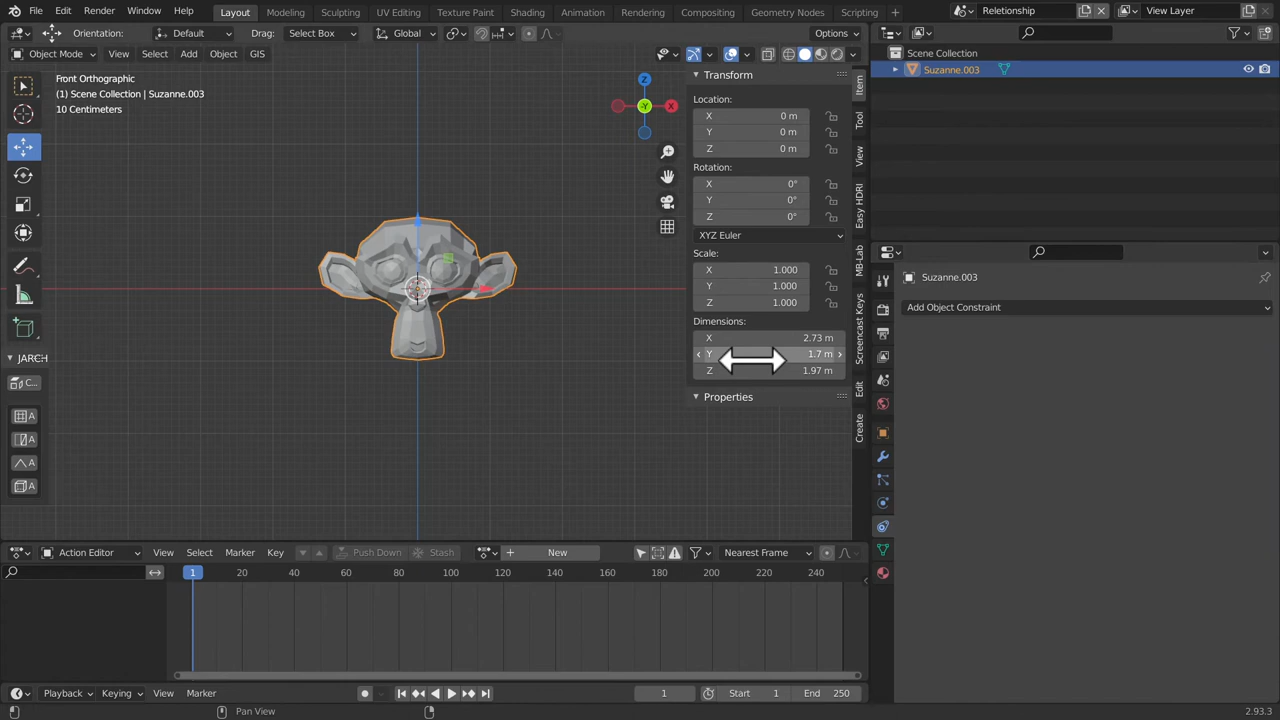 File Edit Render Window Help Layout Modeling Sculpting UV Editing Texture Paint Shading Animation Rendering Compositing Geometry Nodes Scripting + Relationship View Layer
Orientation: Default Drag: Select Box Global Options
Object Mode View Select Add Object GIS
Front Orthographic
(1) Scene Collection | Suzanne.003
10 Centimeters
Z
-Y
X
JARCH
C...
A
A
A
A
Transform
Location:
X 0 m
Y 0 m
Z 0 m
Rotation:
X 0°
Y 0°
Z 0°
XYZ Euler
Scale:
X 1.000
Y 1.000
Z 1.000
Dimensions:
X 2.73 m
Y 1.7 m
Z 1.97 m
Properties
Item
Tool
View
Easy HDRI
MB-Lab
Screencast Keys
Edit
Create
Scene Collection
Suzanne.003
Suzanne.003
Add Object Constraint
Action Editor View Select Marker Key Push Down Stash + New Nearest Frame
1 20 40 60 80 100 120 140 160 180 200 220 240
Playback Keying View Marker 1 Start 1 End 250
Pan View 2.93.3